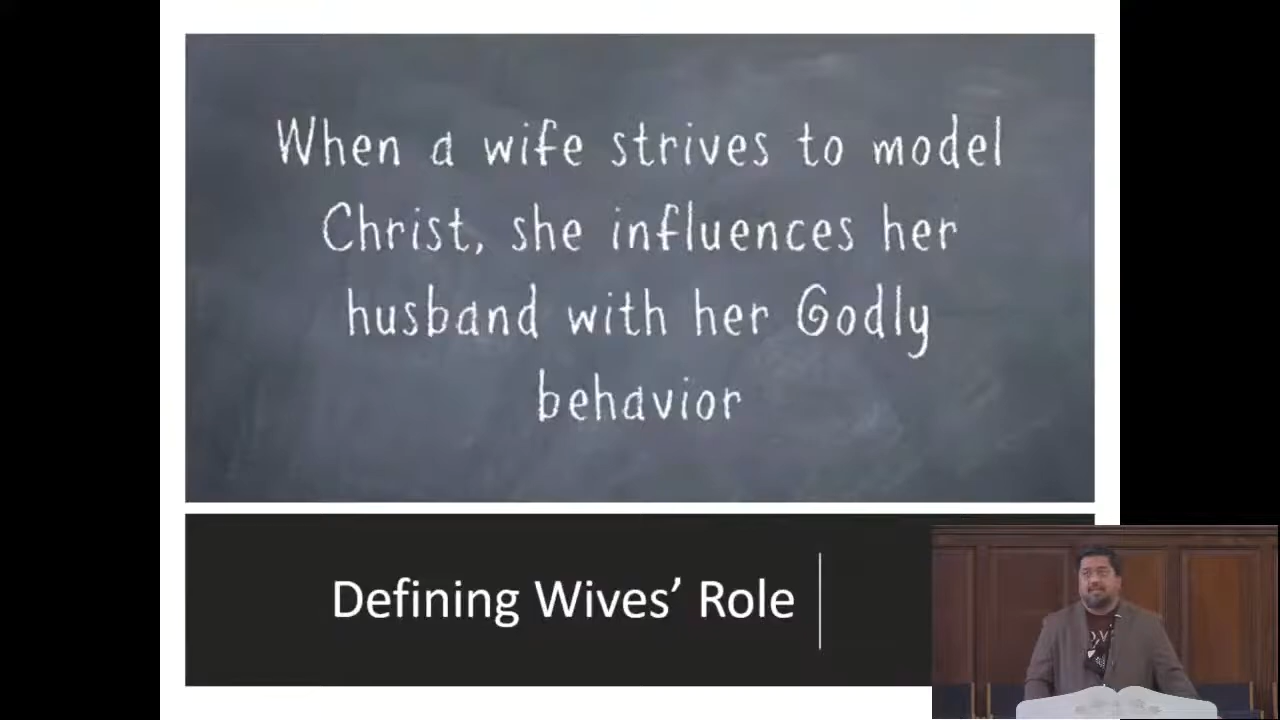 When a wife strives to model
Christ, she influences her
husband with her Godly
behavior
Defining Wives’ Role